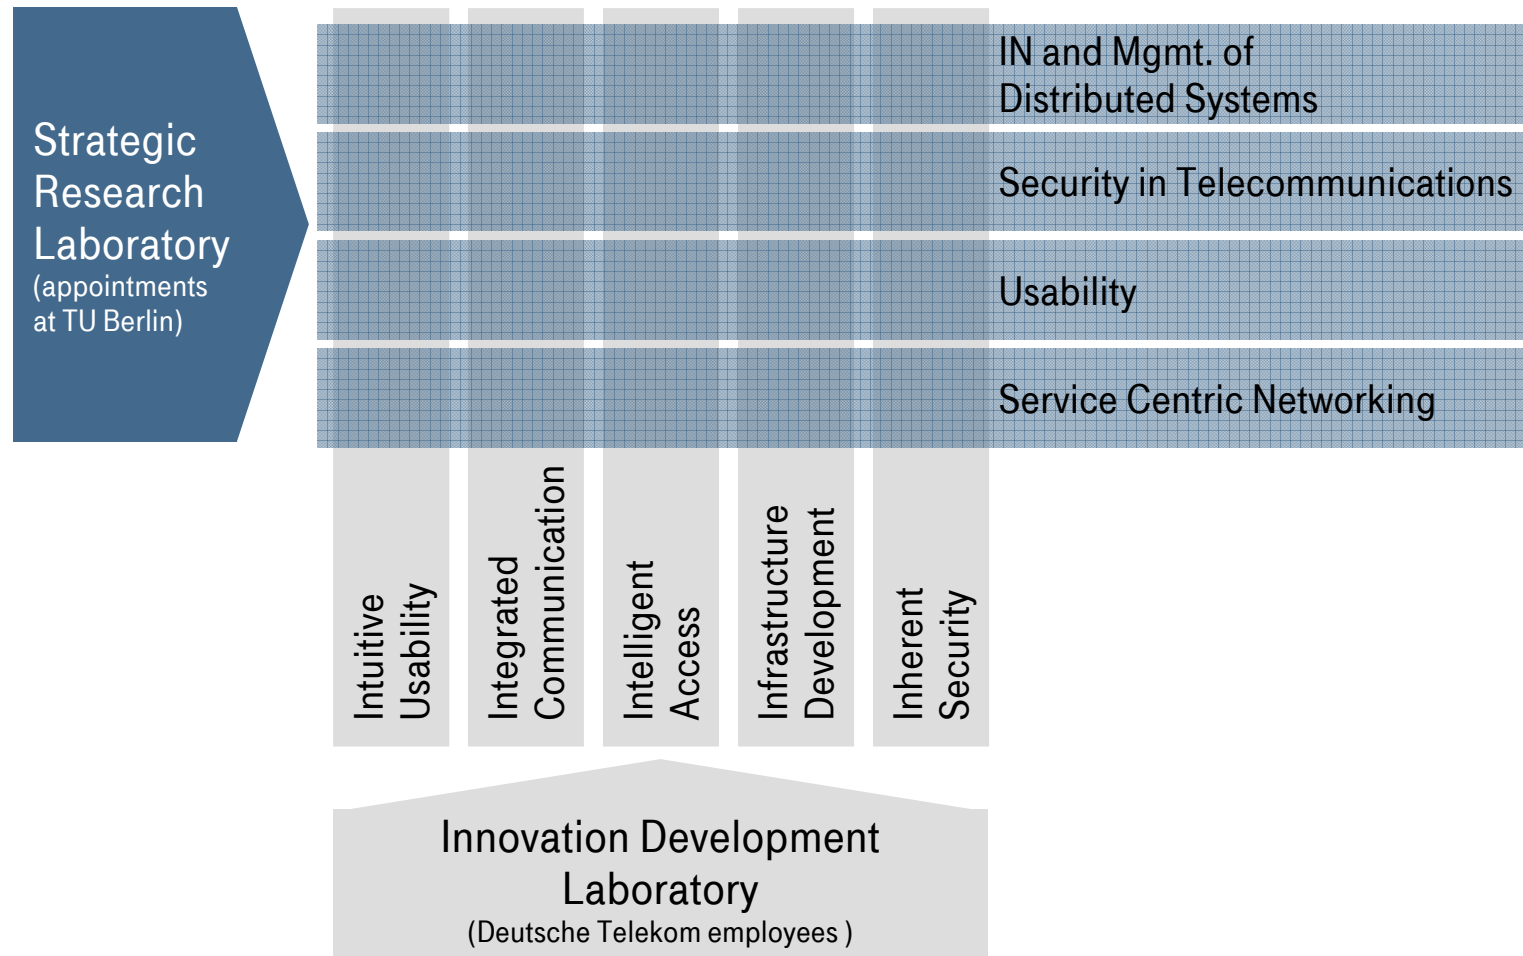 Strategic
Research
Laboratory
(appointments
at TU Berlin)
IN and Mgmt. of
Distributed Systems
Security in Telecommunications
Usability
Service Centric Networking
Intuitive
Usability
Integrated
Communication
Intelligent
Access
Infrastructure
Development
Inherent
Security
Innovation Development
Laboratory
(Deutsche Telekom employees )